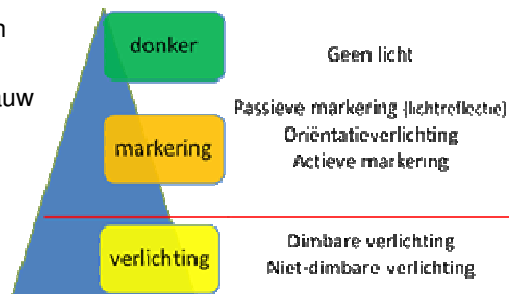 donker
Geen licht
Passieve markering (lichtreflectie)
Oriëntatieverlichting
markering
Actieve markering
Dimbare verlichting
verlichting
Niet-dimbare verlichting